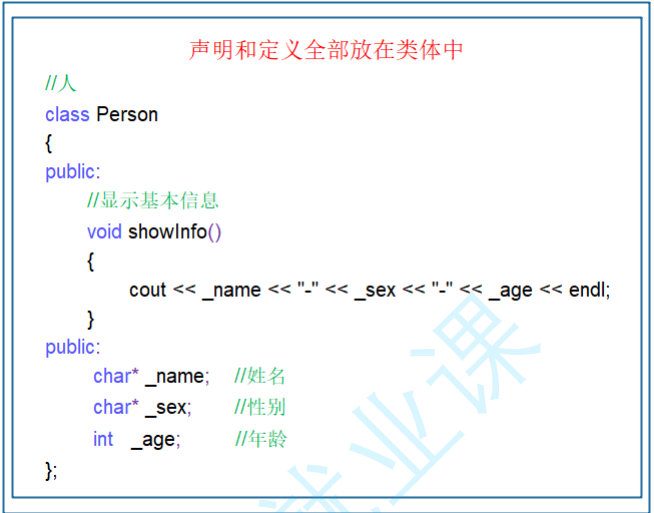 声明和定义全部放在类体中
//人
class Person
{
public:
//显示基本信息
void showInfo()
{
cout << _name << "-" << _sex << "-" << _age << endl;
}
public:
char* _name; //姓名
char* _sex; //性别
int _age; //年龄
};
就业课